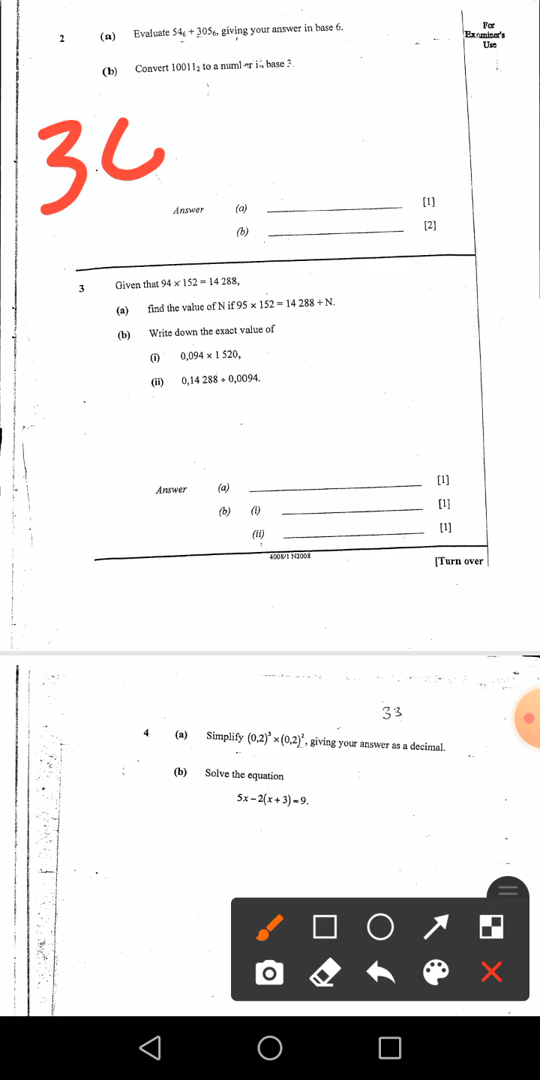 For
Examiner's
Use
2 (a) Evaluate 54₆ + 305₆, giving your answer in base 6.
(b) Convert 10011₂ to a number in base 3.
Answer (a) [1]
(b) [2]
3 Given that 94 × 152 = 14 288,
(a) find the value of N if 95 × 152 = 14 288 + N.
(b) Write down the exact value of
(i) 0,094 × 1 520,
(ii) 0,14 288 ÷ 0,0094.
Answer (a) [1]
(b) (i) [1]
(ii) [1]
4008/1 N2008
[Turn over
33
4 (a) Simplify (0,2)³ × (0,2)², giving your answer as a decimal.
(b) Solve the equation
5x – 2(x + 3) = 9.